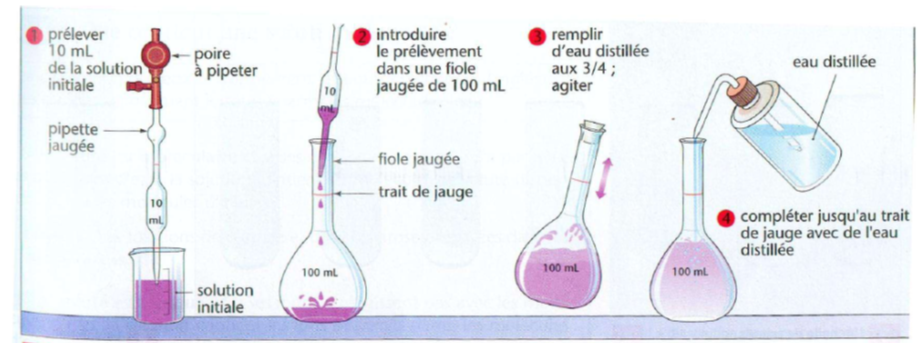 1 prélever
10 mL
de la solution
initiale
poire
à pipeter
pipette
jaugée
10
mL
solution
initiale
2 introduire
le prélèvement
dans une fiole
jaugée de 100 mL
10
mL
fiole jaugée
trait de jauge
100 mL
3 remplir
d'eau distillée
aux 3/4 ;
agiter
100 mL
eau distillée
4 compléter jusqu'au trait
de jauge avec de l'eau
distillée
100 mL